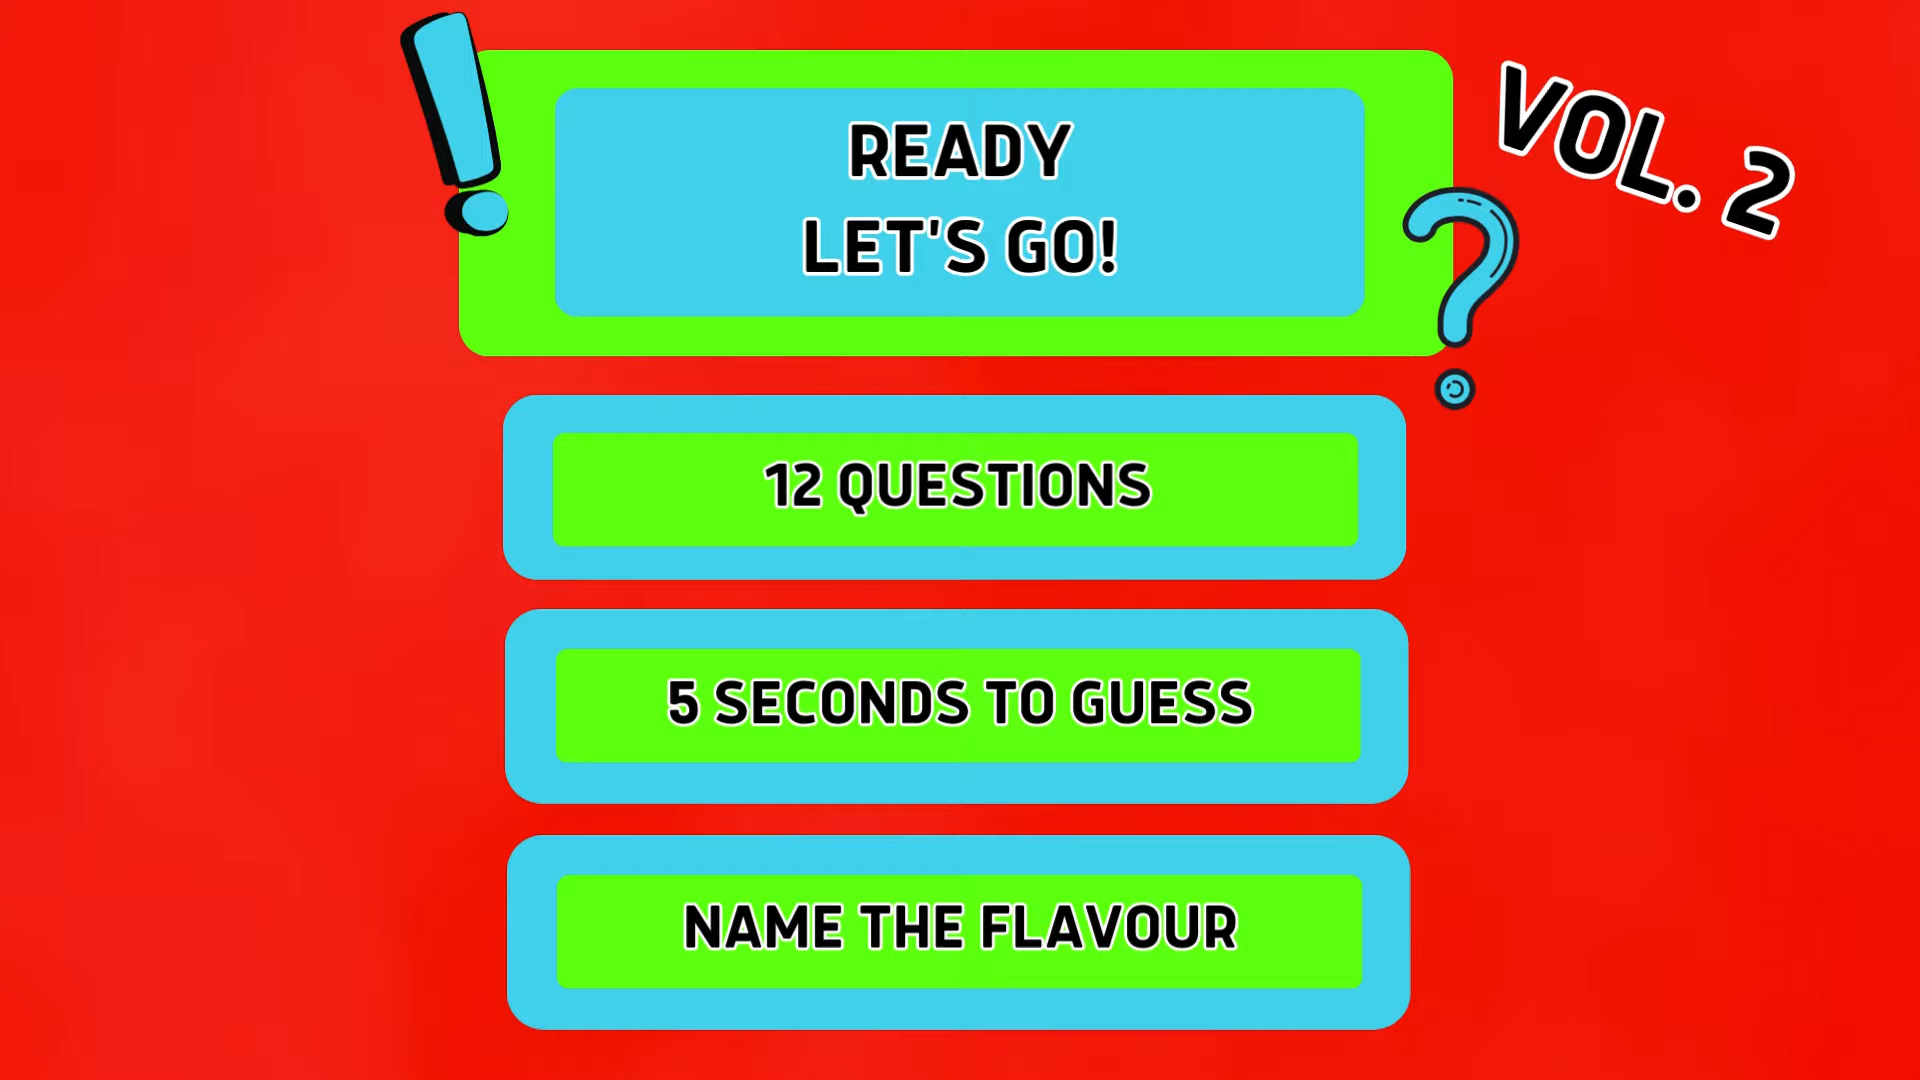 READY
LET'S GO!
VOL. 2
12 QUESTIONS
5 SECONDS TO GUESS
NAME THE FLAVOUR